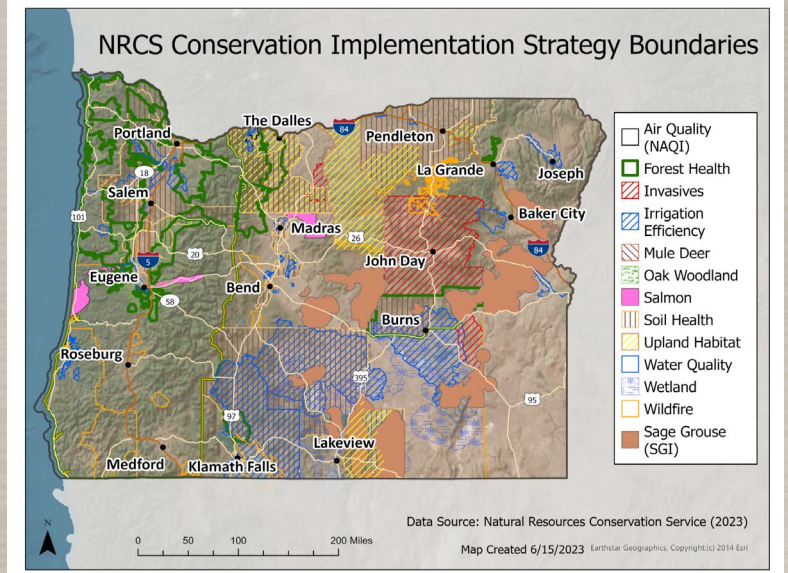 NRCS Conservation Implementation Strategy Boundaries
Portland
The Dalles
84
Pendleton
La Grande
Joseph
18
Salem
101
Baker City
Madras
26
84
20
5
John Day
Eugene
Bend
58
Burns
Roseburg
395
97
95
Lakeview
Medford
Klamath Falls
Air Quality
(NAQI)
Forest Health
Invasives
Irrigation
Efficiency
Mule Deer
Oak Woodland
Salmon
Soil Health
Upland Habitat
Water Quality
Wetland
Wildfire
Sage Grouse
(SGI)
N
0 50 100 200 Miles
Data Source: Natural Resources Conservation Service (2023)
Map Created 6/15/2023 Earthstar Geographics, Copyright:(c) 2014 Esri